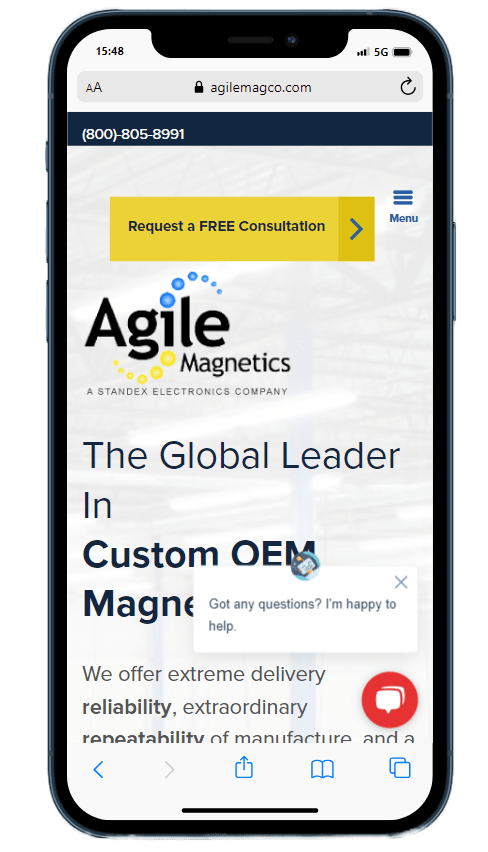 15:48
5G
AA
agilemagco.com
(800)-805-8991
Request a FREE Consultation
Menu
Agile
Magnetics
A STANDEX ELECTRONICS COMPANY
The Global Leader
In
Custom OEM
Magne
Got any questions? I'm happy to
help.
We offer extreme delivery
reliability, extraordinary
repeatability of manufacture, and a